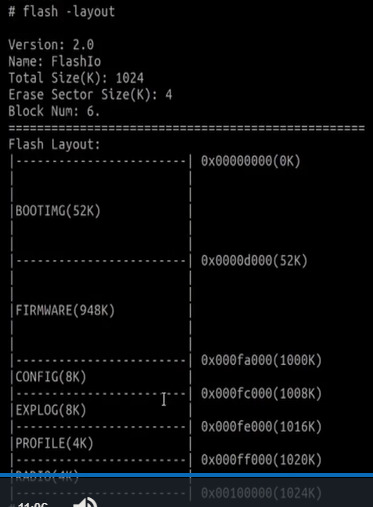 # flash -layout
Version: 2.0
Name: FlashIo
Total Size(K): 1024
Erase Sector Size(K): 4
Block Num: 6.
==================================================
Flash Layout:
|------------------------| 0x00000000(0K)
|BOOTIMG(52K)            |
|------------------------| 0x0000d000(52K)
|FIRMWARE(948K)          |
|------------------------| 0x000fa000(1000K)
|CONFIG(8K)              |
|------------------------| 0x000fc000(1008K)
|EXPLOG(8K)              |
|------------------------| 0x000fe000(1016K)
|PROFILE(4K)             |
|------------------------| 0x000ff000(1020K)
|RADIO(4K)               |
|------------------------| 0x00100000(1024K)
11:06